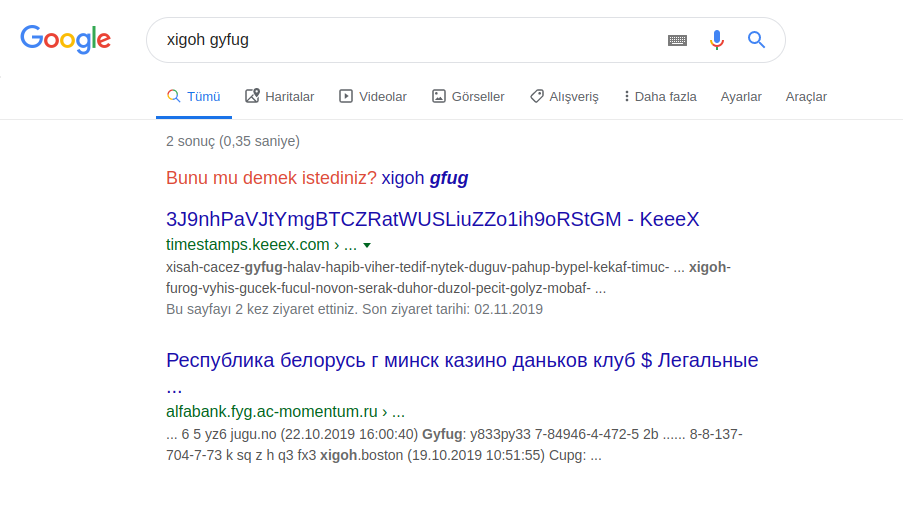 Google
xigoh gyfug
Tümü Haritalar Videolar Görseller Alışveriş Daha fazla Ayarlar Araçlar
2 sonuç (0,35 saniye)
Bunu mu demek istediniz? xigoh gfug
3J9nhPaVJtYmgBTCZRatWUSLiuZZo1ih9oRStGM - KeeeX
timestamps.keeex.com › ...
xisah-cacez-gyfug-halav-hapib-viher-tedif-nytek-duguv-pahup-bypel-kekaf-timuc- ... xigoh-
furog-vyhis-gucek-fucul-novon-serak-duhor-duzol-pecit-golyz-mobaf- ...
Bu sayfayı 2 kez ziyaret ettiniz. Son ziyaret tarihi: 02.11.2019
Республика белорусь г минск казино даньков клуб $ Легальные
...
alfabank.fyg.ac-momentum.ru › ...
... 6 5 yz6 jugu.no (22.10.2019 16:00:40) Gyfug: y833py33 7-84946-4-472-5 2b ...... 8-8-137-
704-7-73 k sq z h q3 fx3 xigoh.boston (19.10.2019 10:51:55) Cupg: ...